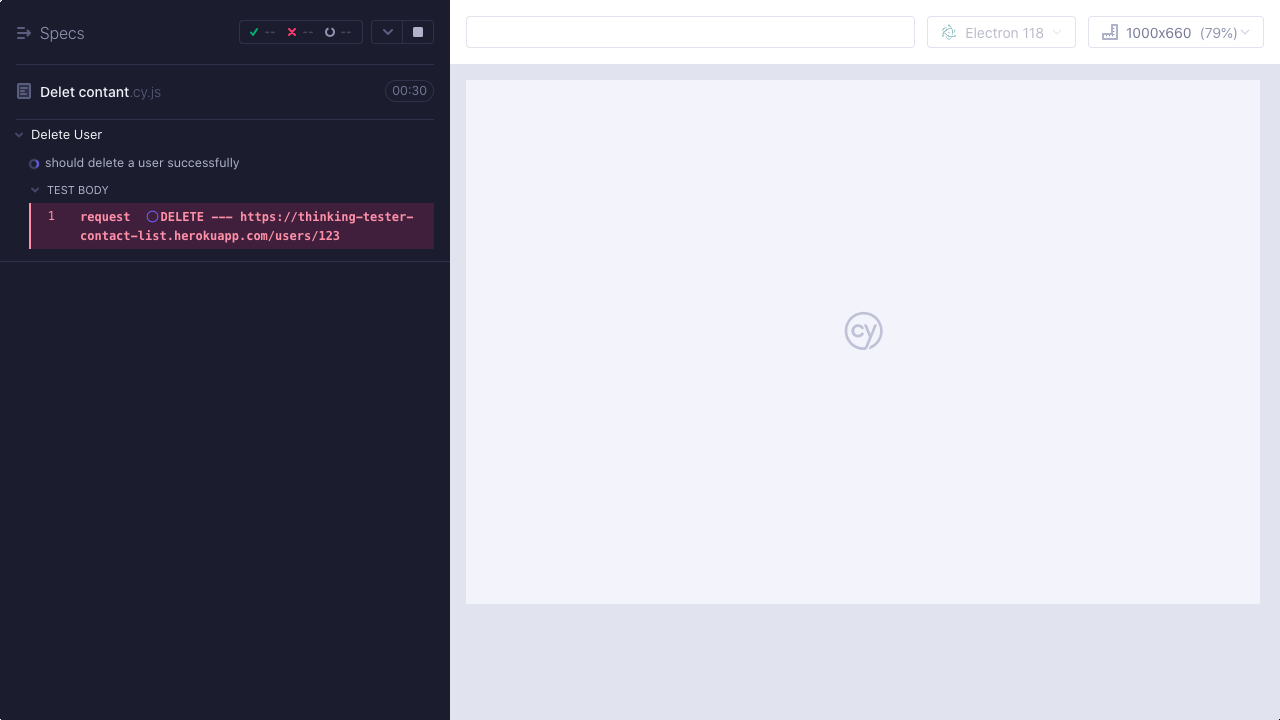 Specs
--
--
--
Delet contant.cy.js
00:30
Delete User
should delete a user successfully
TEST BODY
1 request DELETE --- https://thinking-tester-
contact-list.herokuapp.com/users/123
Electron 118
1000x660 (79%)
cy